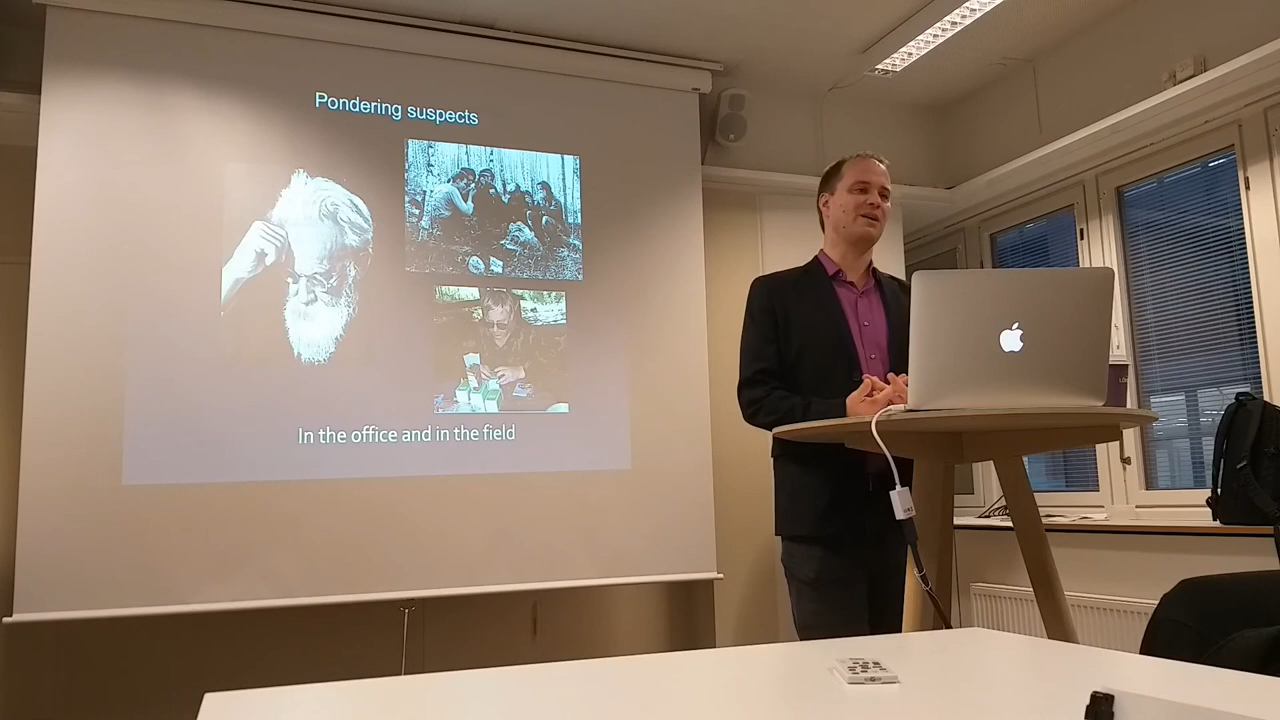 Pondering suspects
In the office and in the field